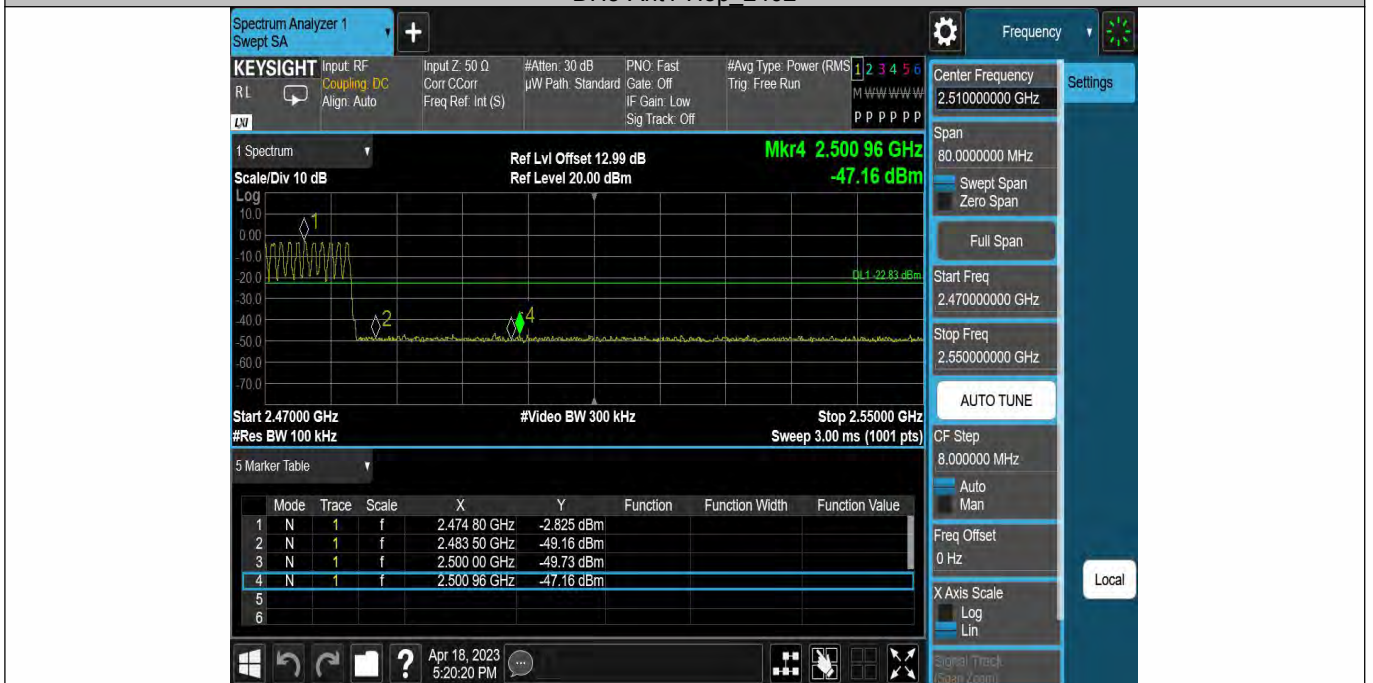 Spectrum Analyzer 1
Swept SA
+
Frequency
KEYSIGHT
RL
LXI
Input: RF
Coupling: DC
Align: Auto
Input Z: 50 Ω
Corr CCorr
Freq Ref: Int (S)
#Atten: 30 dB
µW Path: Standard
PNO: Fast
Gate: Off
IF Gain: Low
Sig Track: Off
#Avg Type: Power (RMS
Trig: Free Run
1 2 3 4 5 6
M W W W W W
P P P P P P
1 Spectrum
Scale/Div 10 dB
Ref Lvl Offset 12.99 dB
Ref Level 20.00 dBm
Mkr4 2.500 96 GHz
-47.16 dBm
Log
10.0
0.00
-10.0
-20.0
-30.0
-40.0
-50.0
-60.0
-70.0
1
2
4
DL1 -22.83 dBm
Start 2.47000 GHz
#Res BW 100 kHz
#Video BW 300 kHz
Stop 2.55000 GHz
Sweep 3.00 ms (1001 pts)
5 Marker Table
Mode Trace Scale X Y Function Function Width Function Value
1 N 1 f 2.474 80 GHz -2.825 dBm
2 N 1 f 2.483 50 GHz -49.16 dBm
3 N 1 f 2.500 00 GHz -49.73 dBm
4 N 1 f 2.500 96 GHz -47.16 dBm
5
6
?
Apr 18, 2023
5:20:20 PM
Settings
Center Frequency
2.510000000 GHz
Span
80.0000000 MHz
Swept Span
Zero Span
Full Span
Start Freq
2.470000000 GHz
Stop Freq
2.550000000 GHz
AUTO TUNE
CF Step
8.000000 MHz
Auto
Man
Freq Offset
0 Hz
X Axis Scale
Log
Lin
Signal Track
(Span Zoom)
Local